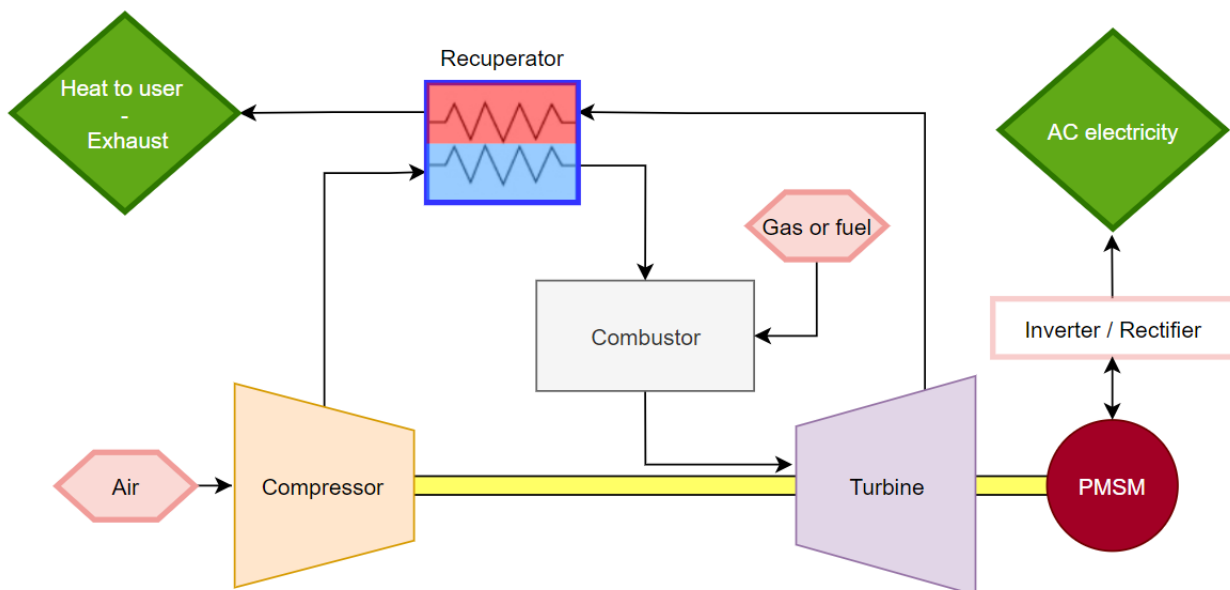 Recuperator
Heat to user
-
Exhaust
AC electricity
Gas or fuel
Combustor
Inverter / Rectifier
Air
Compressor
Turbine
PMSM